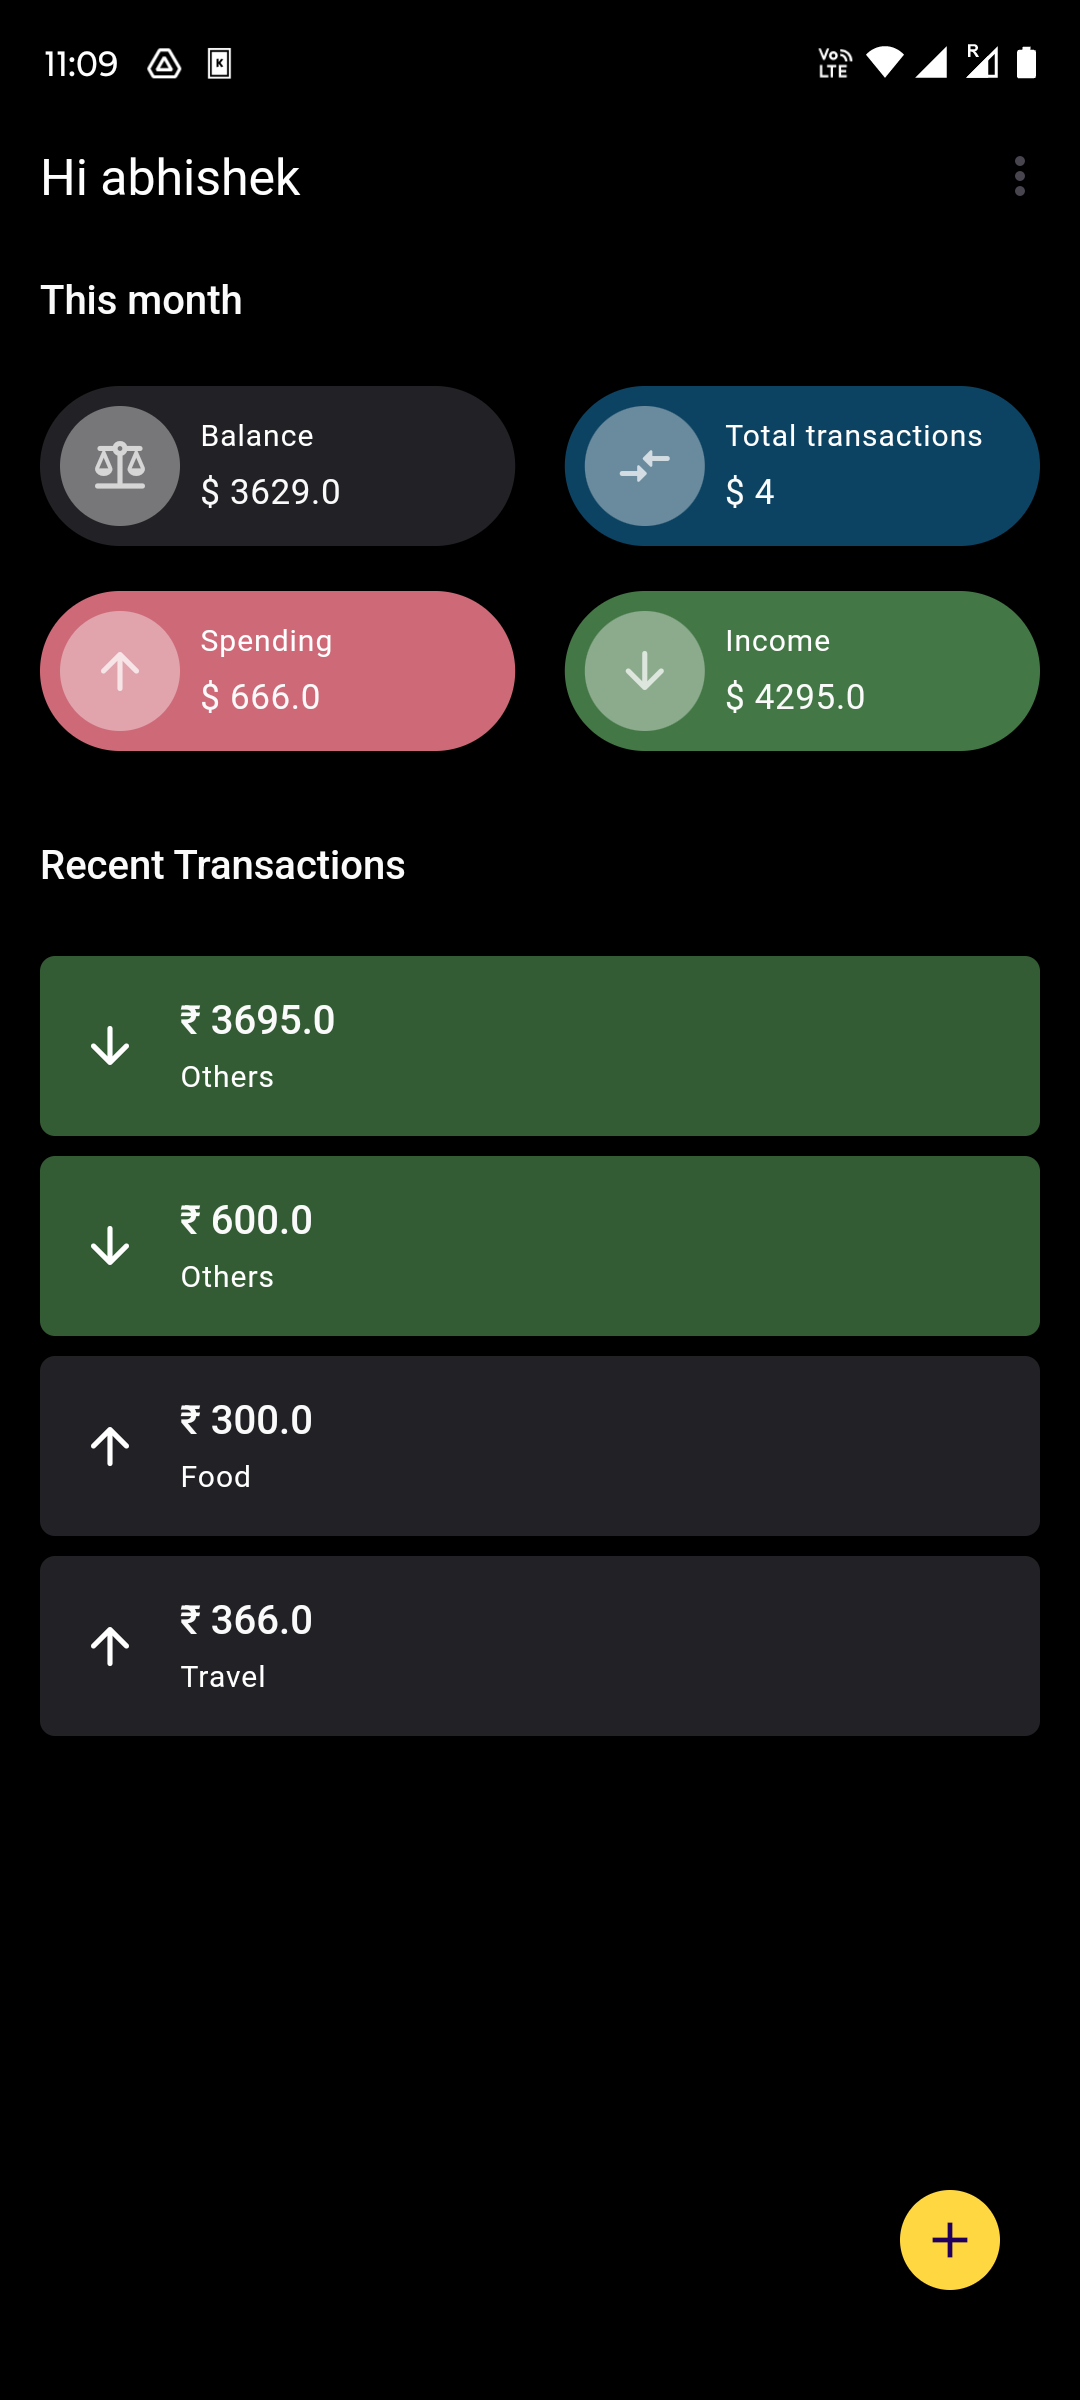 11:09
Vo LTE
R
Hi abhishek
This month
Balance
$ 3629.0
Total transactions
$ 4
Spending
$ 666.0
Income
$ 4295.0
Recent Transactions
₹ 3695.0
Others
₹ 600.0
Others
₹ 300.0
Food
₹ 366.0
Travel